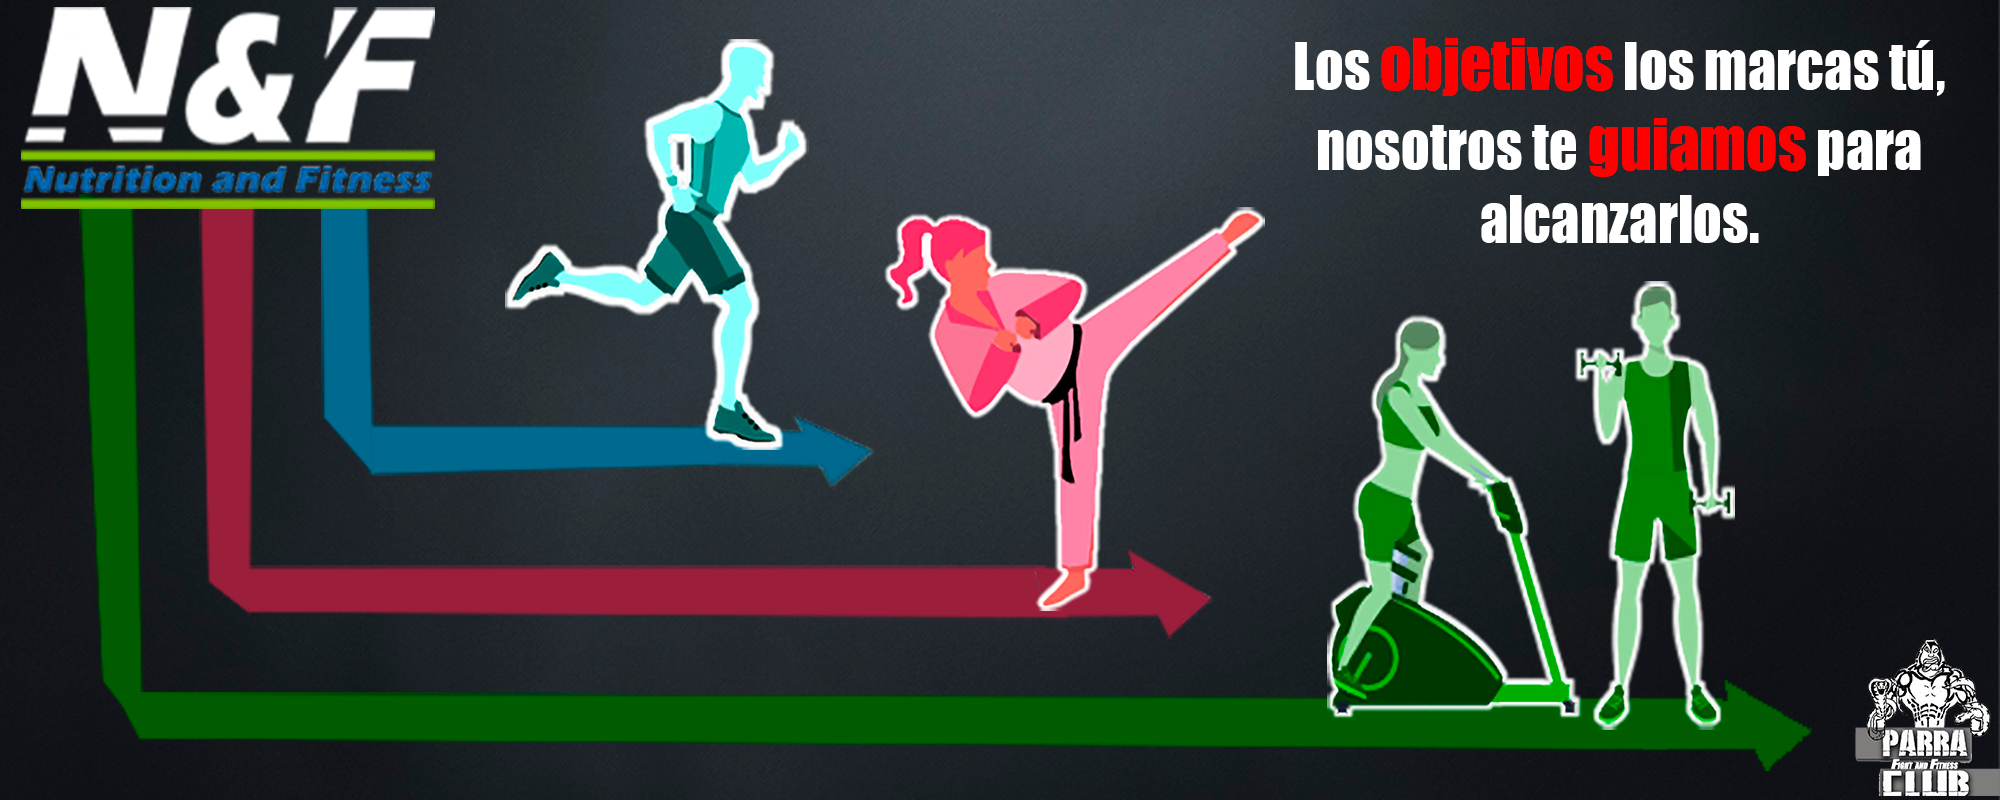 N&F
Nutrition and Fitness
Los objetivos los marcas tú,
nosotros te guiamos para
alcanzarlos.
PARRA
FIGHT AND FITNESS
CLUB